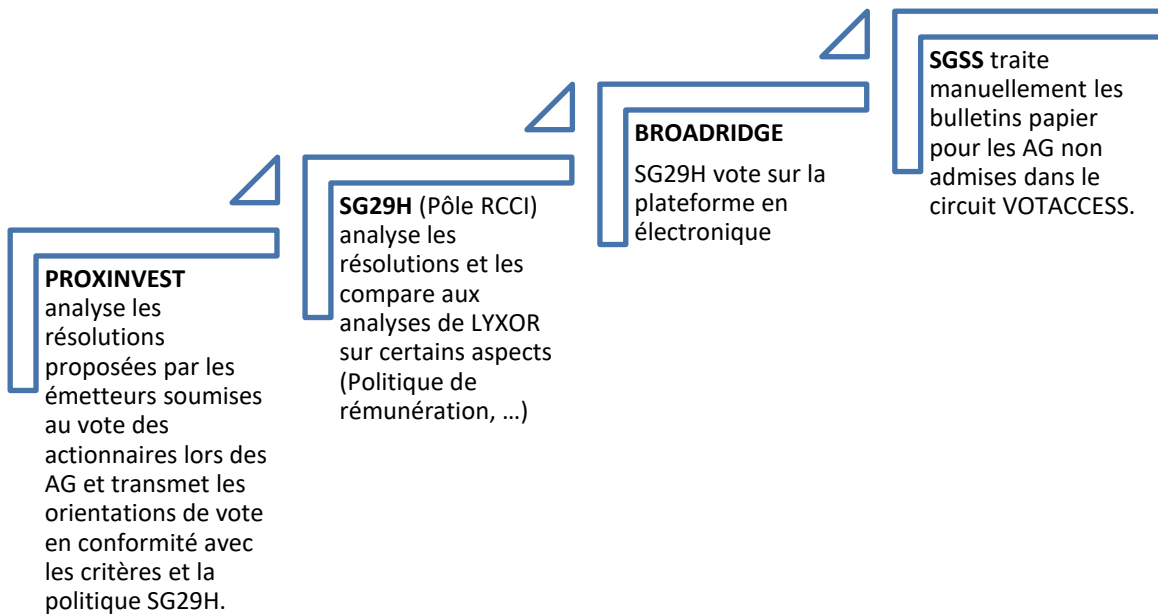 PROXINVEST
analyse les
résolutions
proposées par les
émetteurs soumises
au vote des
actionnaires lors des
AG et transmet les
orientations de vote
en conformité avec
les critères et la
politique SG29H.
SG29H (Pôle RCCI)
analyse les
résolutions et les
compare aux
analyses de LYXOR
sur certains aspects
(Politique de
rémunération, …)
BROADRIDGE
SG29H vote sur la
plateforme en
électronique
SGSS traite
manuellement les
bulletins papier
pour les AG non
admises dans le
circuit VOTACCESS.